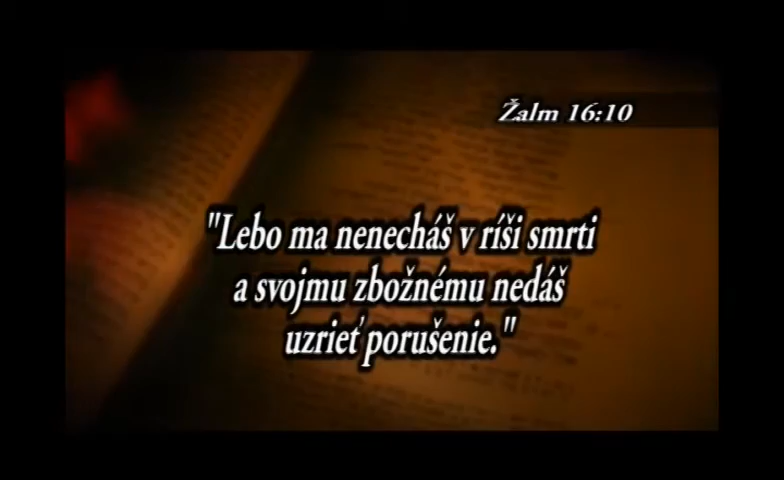 Žalm 16:10
"Lebo ma nenecháš v ríši smrti
a svojmu zbožnému nedáš
uzrieť porušenie."